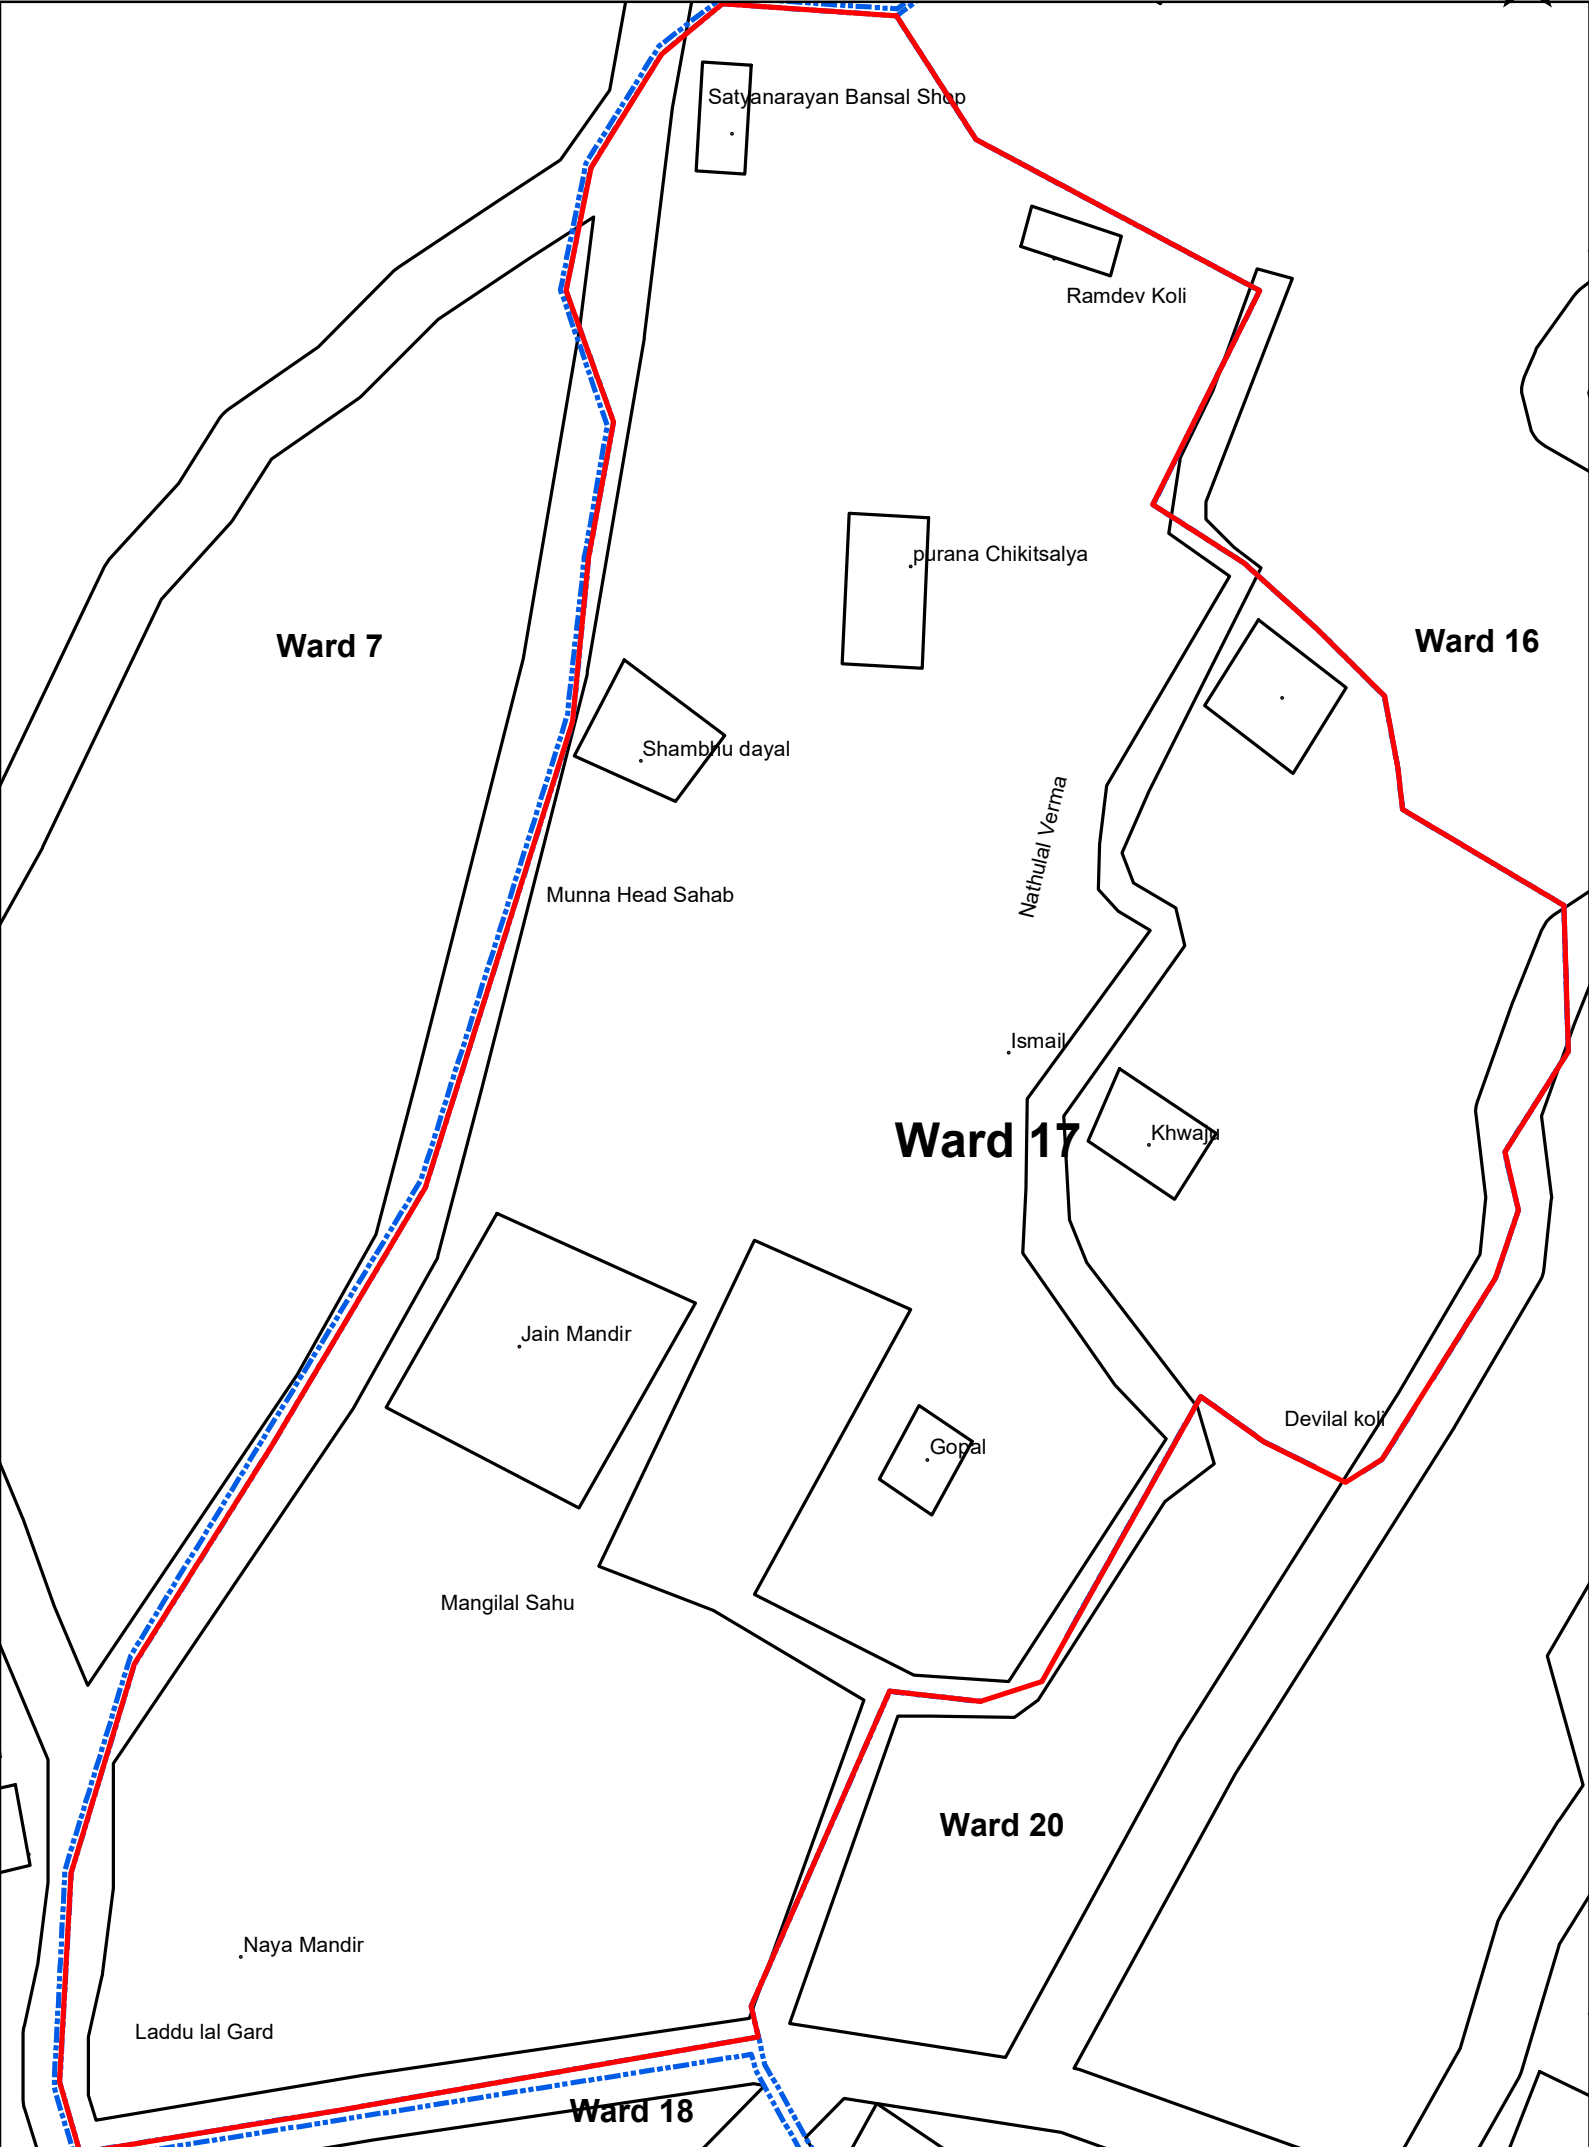 Satyanarayan Bansal Shop
Ramdev Koli
purana Chikitsalya
Ward 7
Ward 16
Shambhu dayal
Nathulal Verma
Munna Head Sahab
Ismail
Ward 17
Khwaju
Jain Mandir
Devilal koli
Gopal
Mangilal Sahu
Ward 20
Naya Mandir
Laddu lal Gard
Ward 18